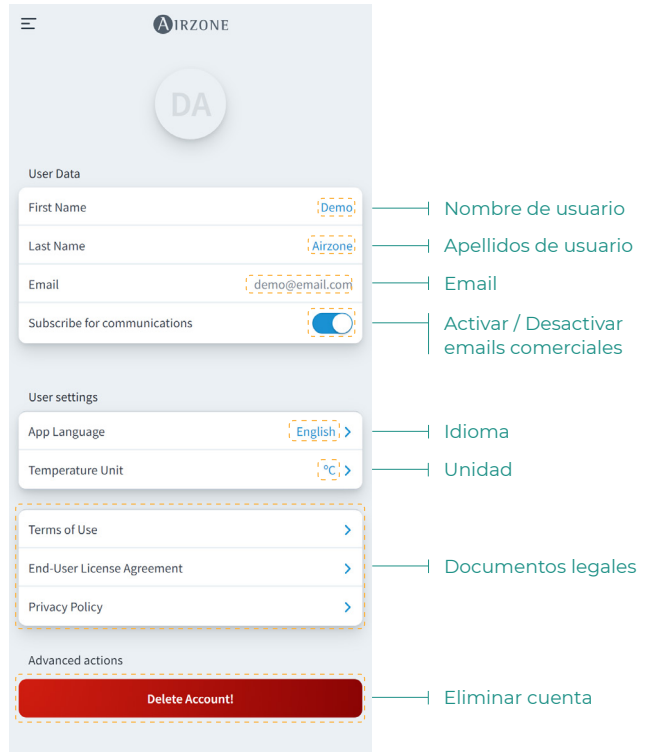 AIRZONE
DA
User Data
First Name Demo Nombre de usuario
Last Name Airzone Apellidos de usuario
Email demo@email.com Email
Subscribe for communications Activar / Desactivar
emails comerciales
User settings
App Language English Idioma
Temperature Unit ºC Unidad
Terms of Use
End-User License Agreement Documentos legales
Privacy Policy
Advanced actions
Delete Account! Eliminar cuenta